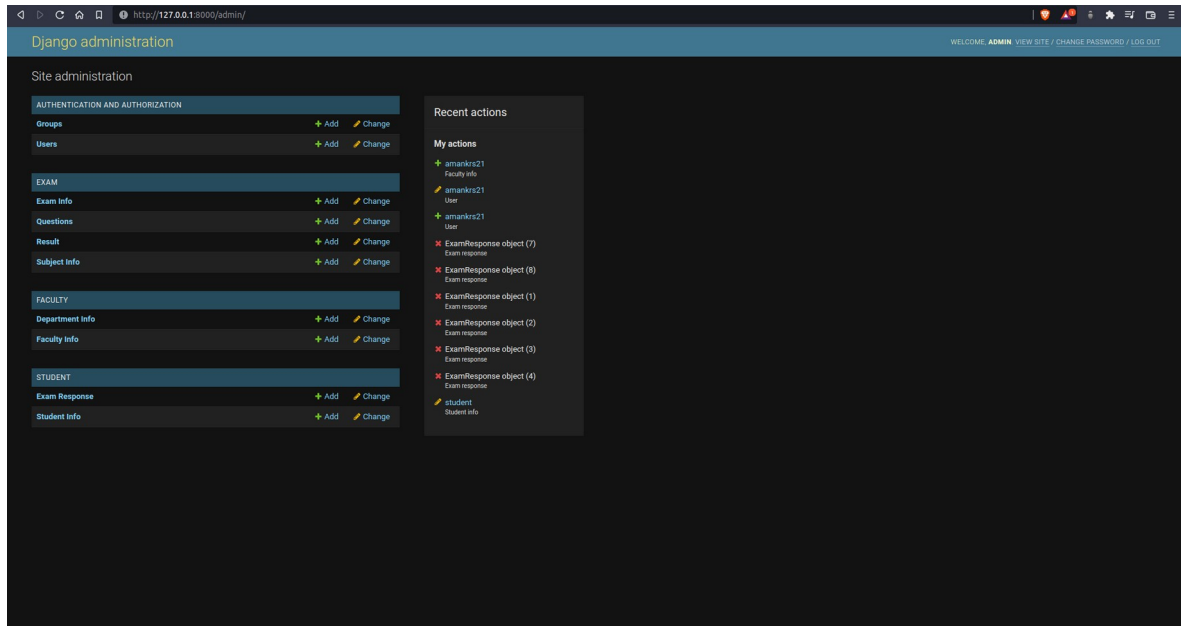 http://127.0.0.1:8000/admin/
Django administration
WELCOME, ADMIN. VIEW SITE / CHANGE PASSWORD / LOG OUT
Site administration
AUTHENTICATION AND AUTHORIZATION
Groups Add Change
Users Add Change
EXAM
Exam Info Add Change
Questions Add Change
Result Add Change
Subject Info Add Change
FACULTY
Department Info Add Change
Faculty Info Add Change
STUDENT
Exam Response Add Change
Student Info Add Change
Recent actions
My actions
amankrs21
Faculty info
amankrs21
User
amankrs21
User
ExamResponse object (7)
Exam response
ExamResponse object (8)
Exam response
ExamResponse object (1)
Exam response
ExamResponse object (2)
Exam response
ExamResponse object (3)
Exam response
ExamResponse object (4)
Exam response
student
Student info